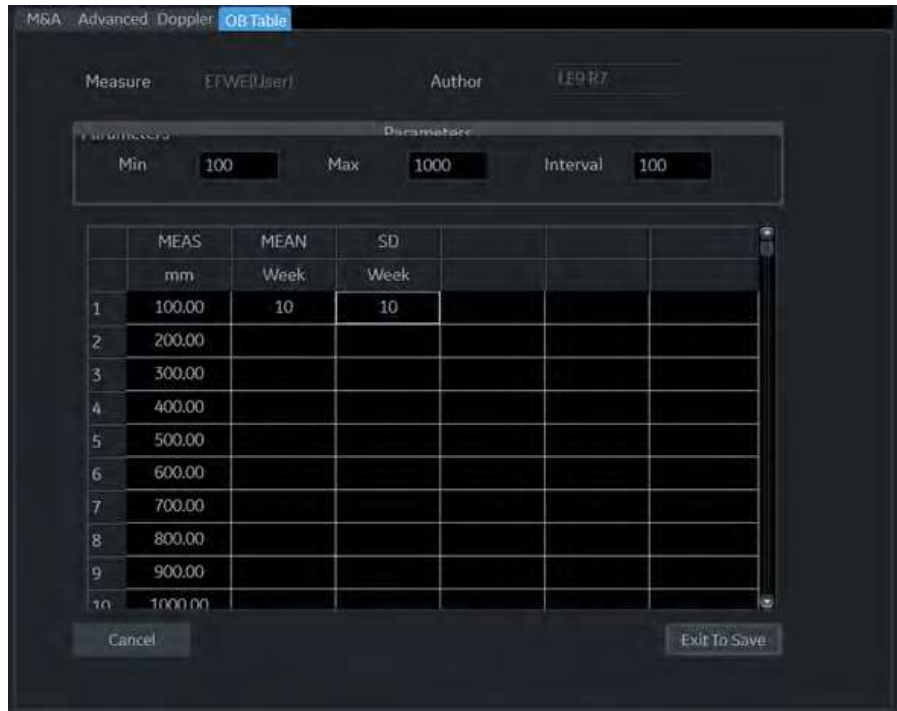 M&A Advanced Doppler OB Table
Measure EFWE(User) Author LE9 R7
Parameters Parameters
Min 100 Max 1000 Interval 100
MEAS MEAN SD
mm Week Week
1 100.00 10 10
2 200.00
3 300.00
4 400.00
5 500.00
6 600.00
7 700.00
8 800.00
9 900.00
10 1000.00
Cancel Exit To Save